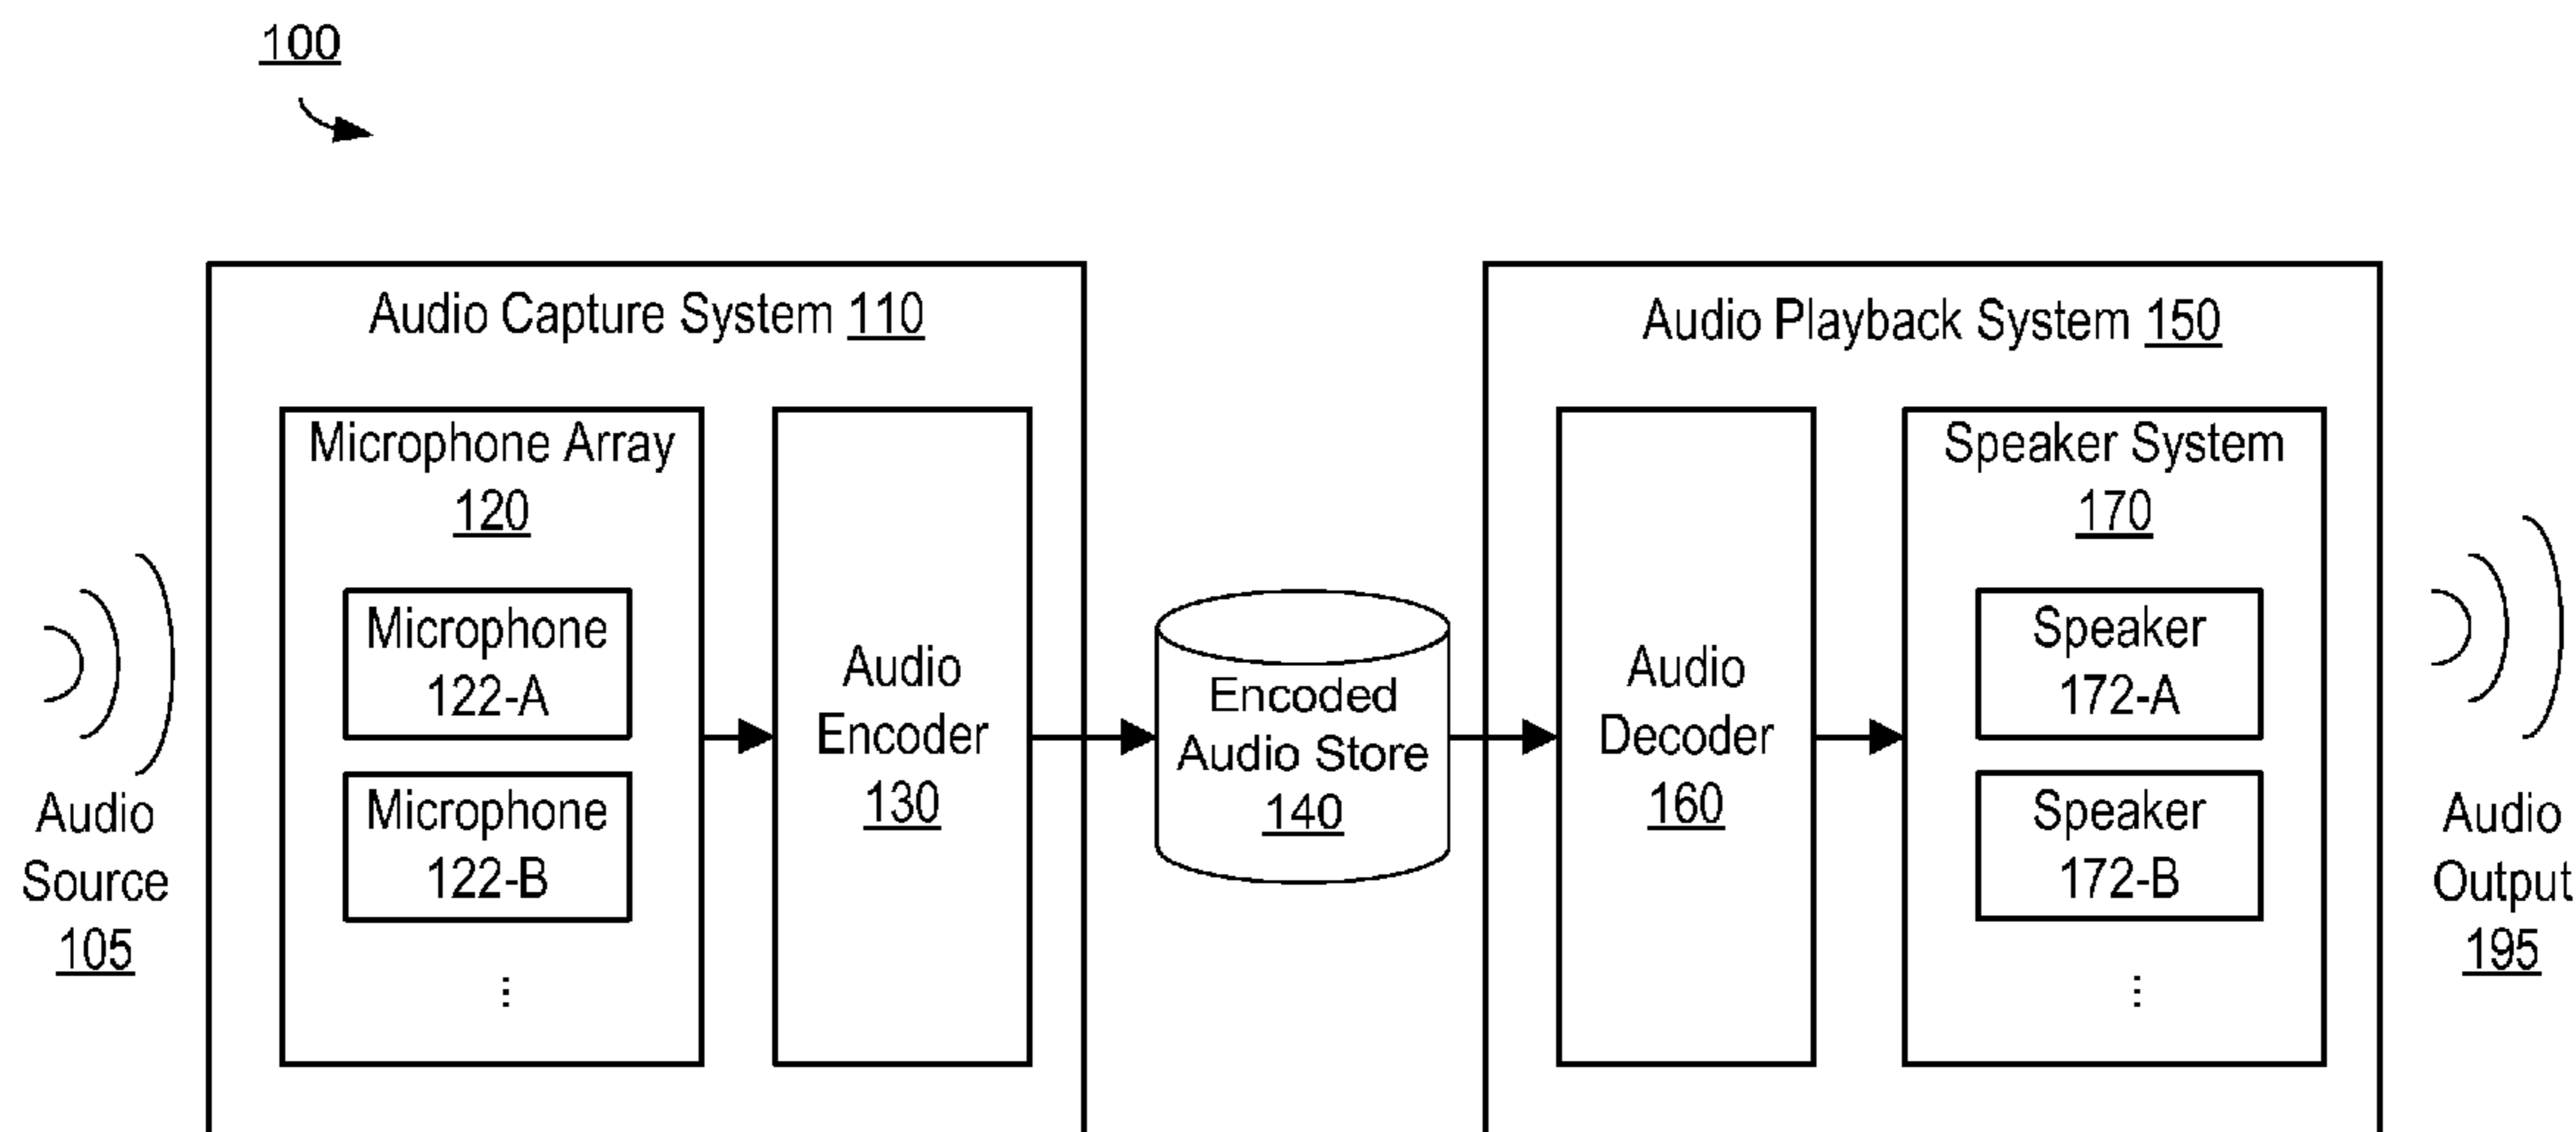 100
Audio Capture System 110
Microphone Array
120
Microphone
122-A
Microphone
122-B
...
Audio
Source
105
Audio
Encoder
130
Encoded
Audio Store
140
Audio Playback System 150
Audio
Decoder
160
Speaker System
170
Speaker
172-A
Speaker
172-B
...
Audio
Output
195